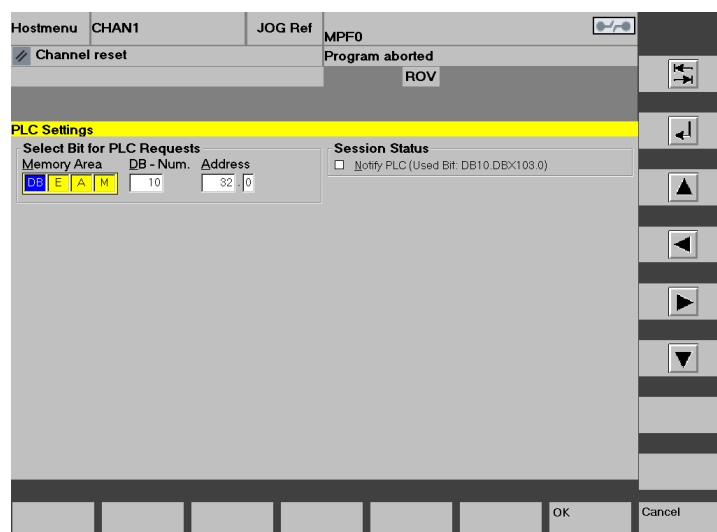 Hostmenu CHAN1 JOG Ref MPF0
Channel reset Program aborted
ROV
PLC Settings
Select Bit for PLC Requests Session Status
Memory Area DB - Num. Address Notify PLC (Used Bit: DB10.DBX103.0)
DB E A M 10 32 . 0
OK Cancel